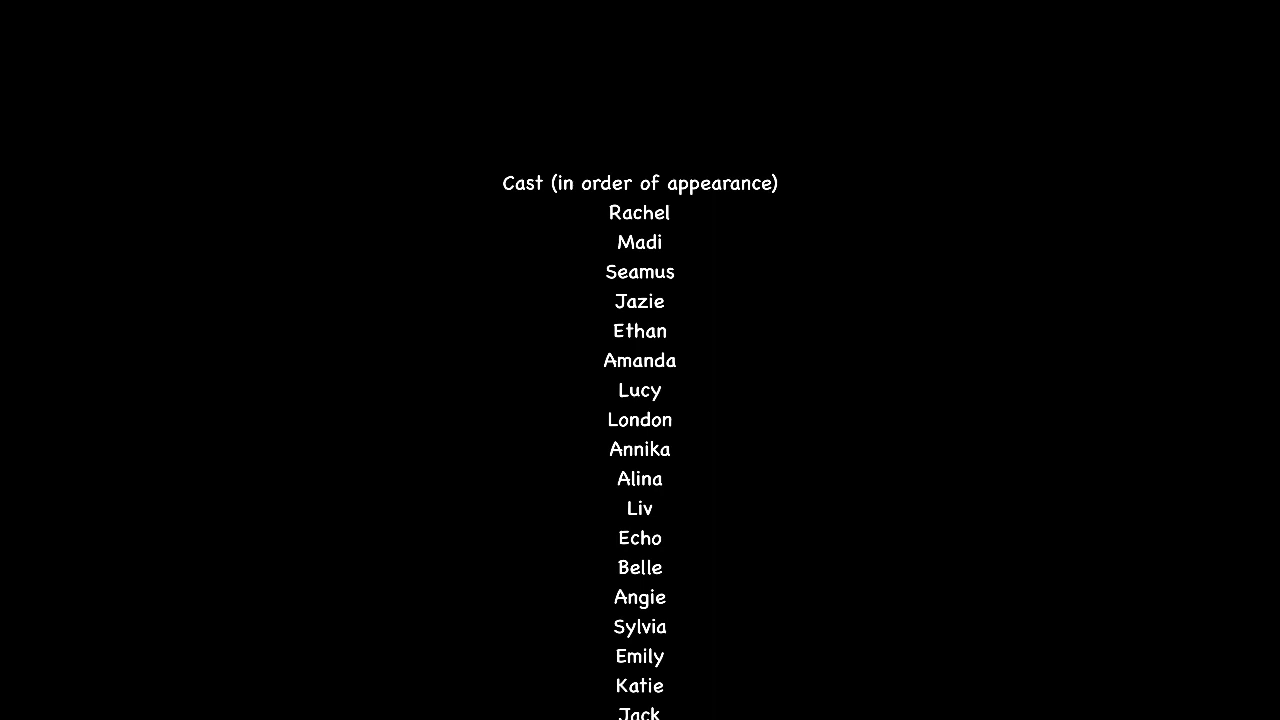 Cast (in order of appearance)
Rachel
Madi
Seamus
Jazie
Ethan
Amanda
Lucy
London
Annika
Alina
Liv
Echo
Belle
Angie
Sylvia
Emily
Katie
Jack